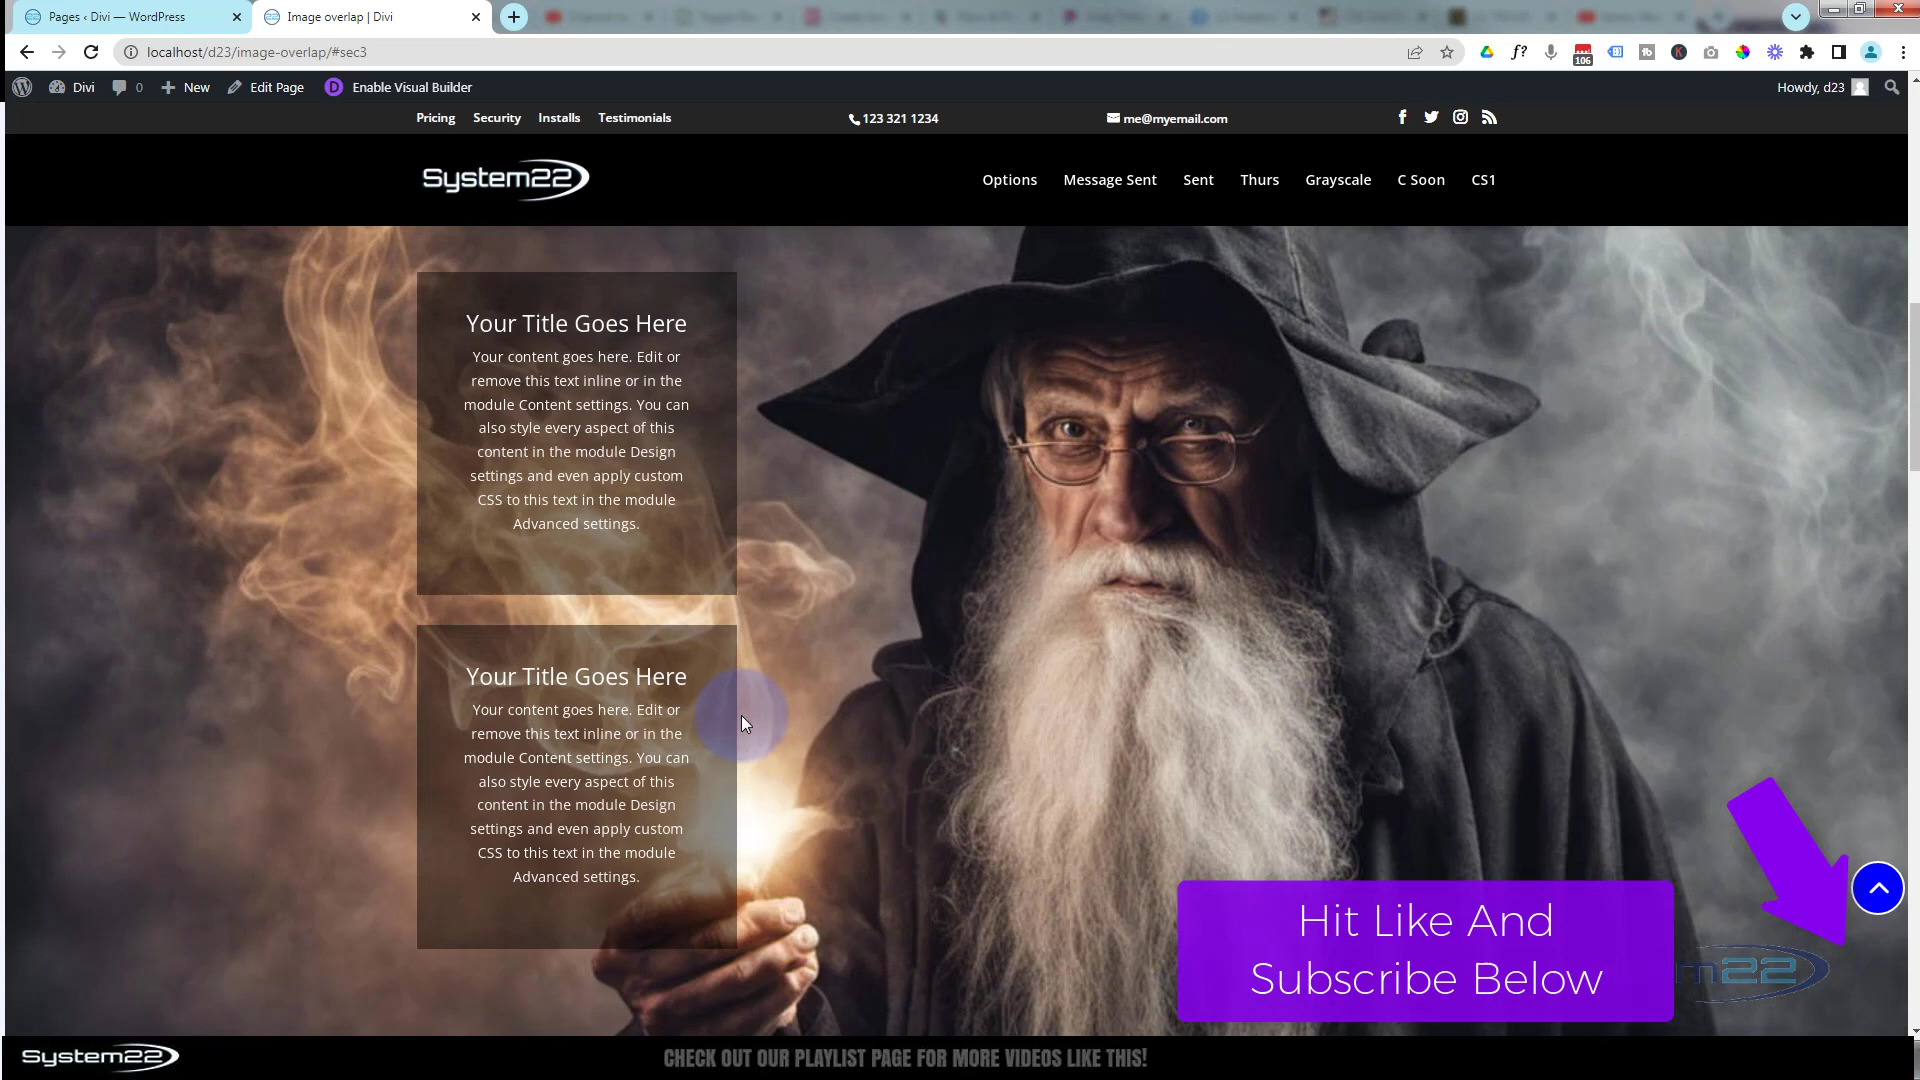 Pages ‹ Divi — WordPress
Image overlap | Divi
localhost/d23/image-overlap/#sec3
106
Divi
0
New
Edit Page
Enable Visual Builder
Howdy, d23
Pricing
Security
Installs
Testimonials
123 321 1234
me@myemail.com
System22
Options
Message Sent
Sent
Thurs
Grayscale
C Soon
CS1
Your Title Goes Here
Your content goes here. Edit or
remove this text inline or in the
module Content settings. You can
also style every aspect of this
content in the module Design
settings and even apply custom
CSS to this text in the module
Advanced settings.
Your Title Goes Here
Your content goes here. Edit or
remove this text inline or in the
module Content settings. You can
also style every aspect of this
content in the module Design
settings and even apply custom
CSS to this text in the module
Advanced settings.
Hit Like And
Subscribe Below
m22
System22
CHECK OUT OUR PLAYLIST PAGE FOR MORE VIDEOS LIKE THIS!